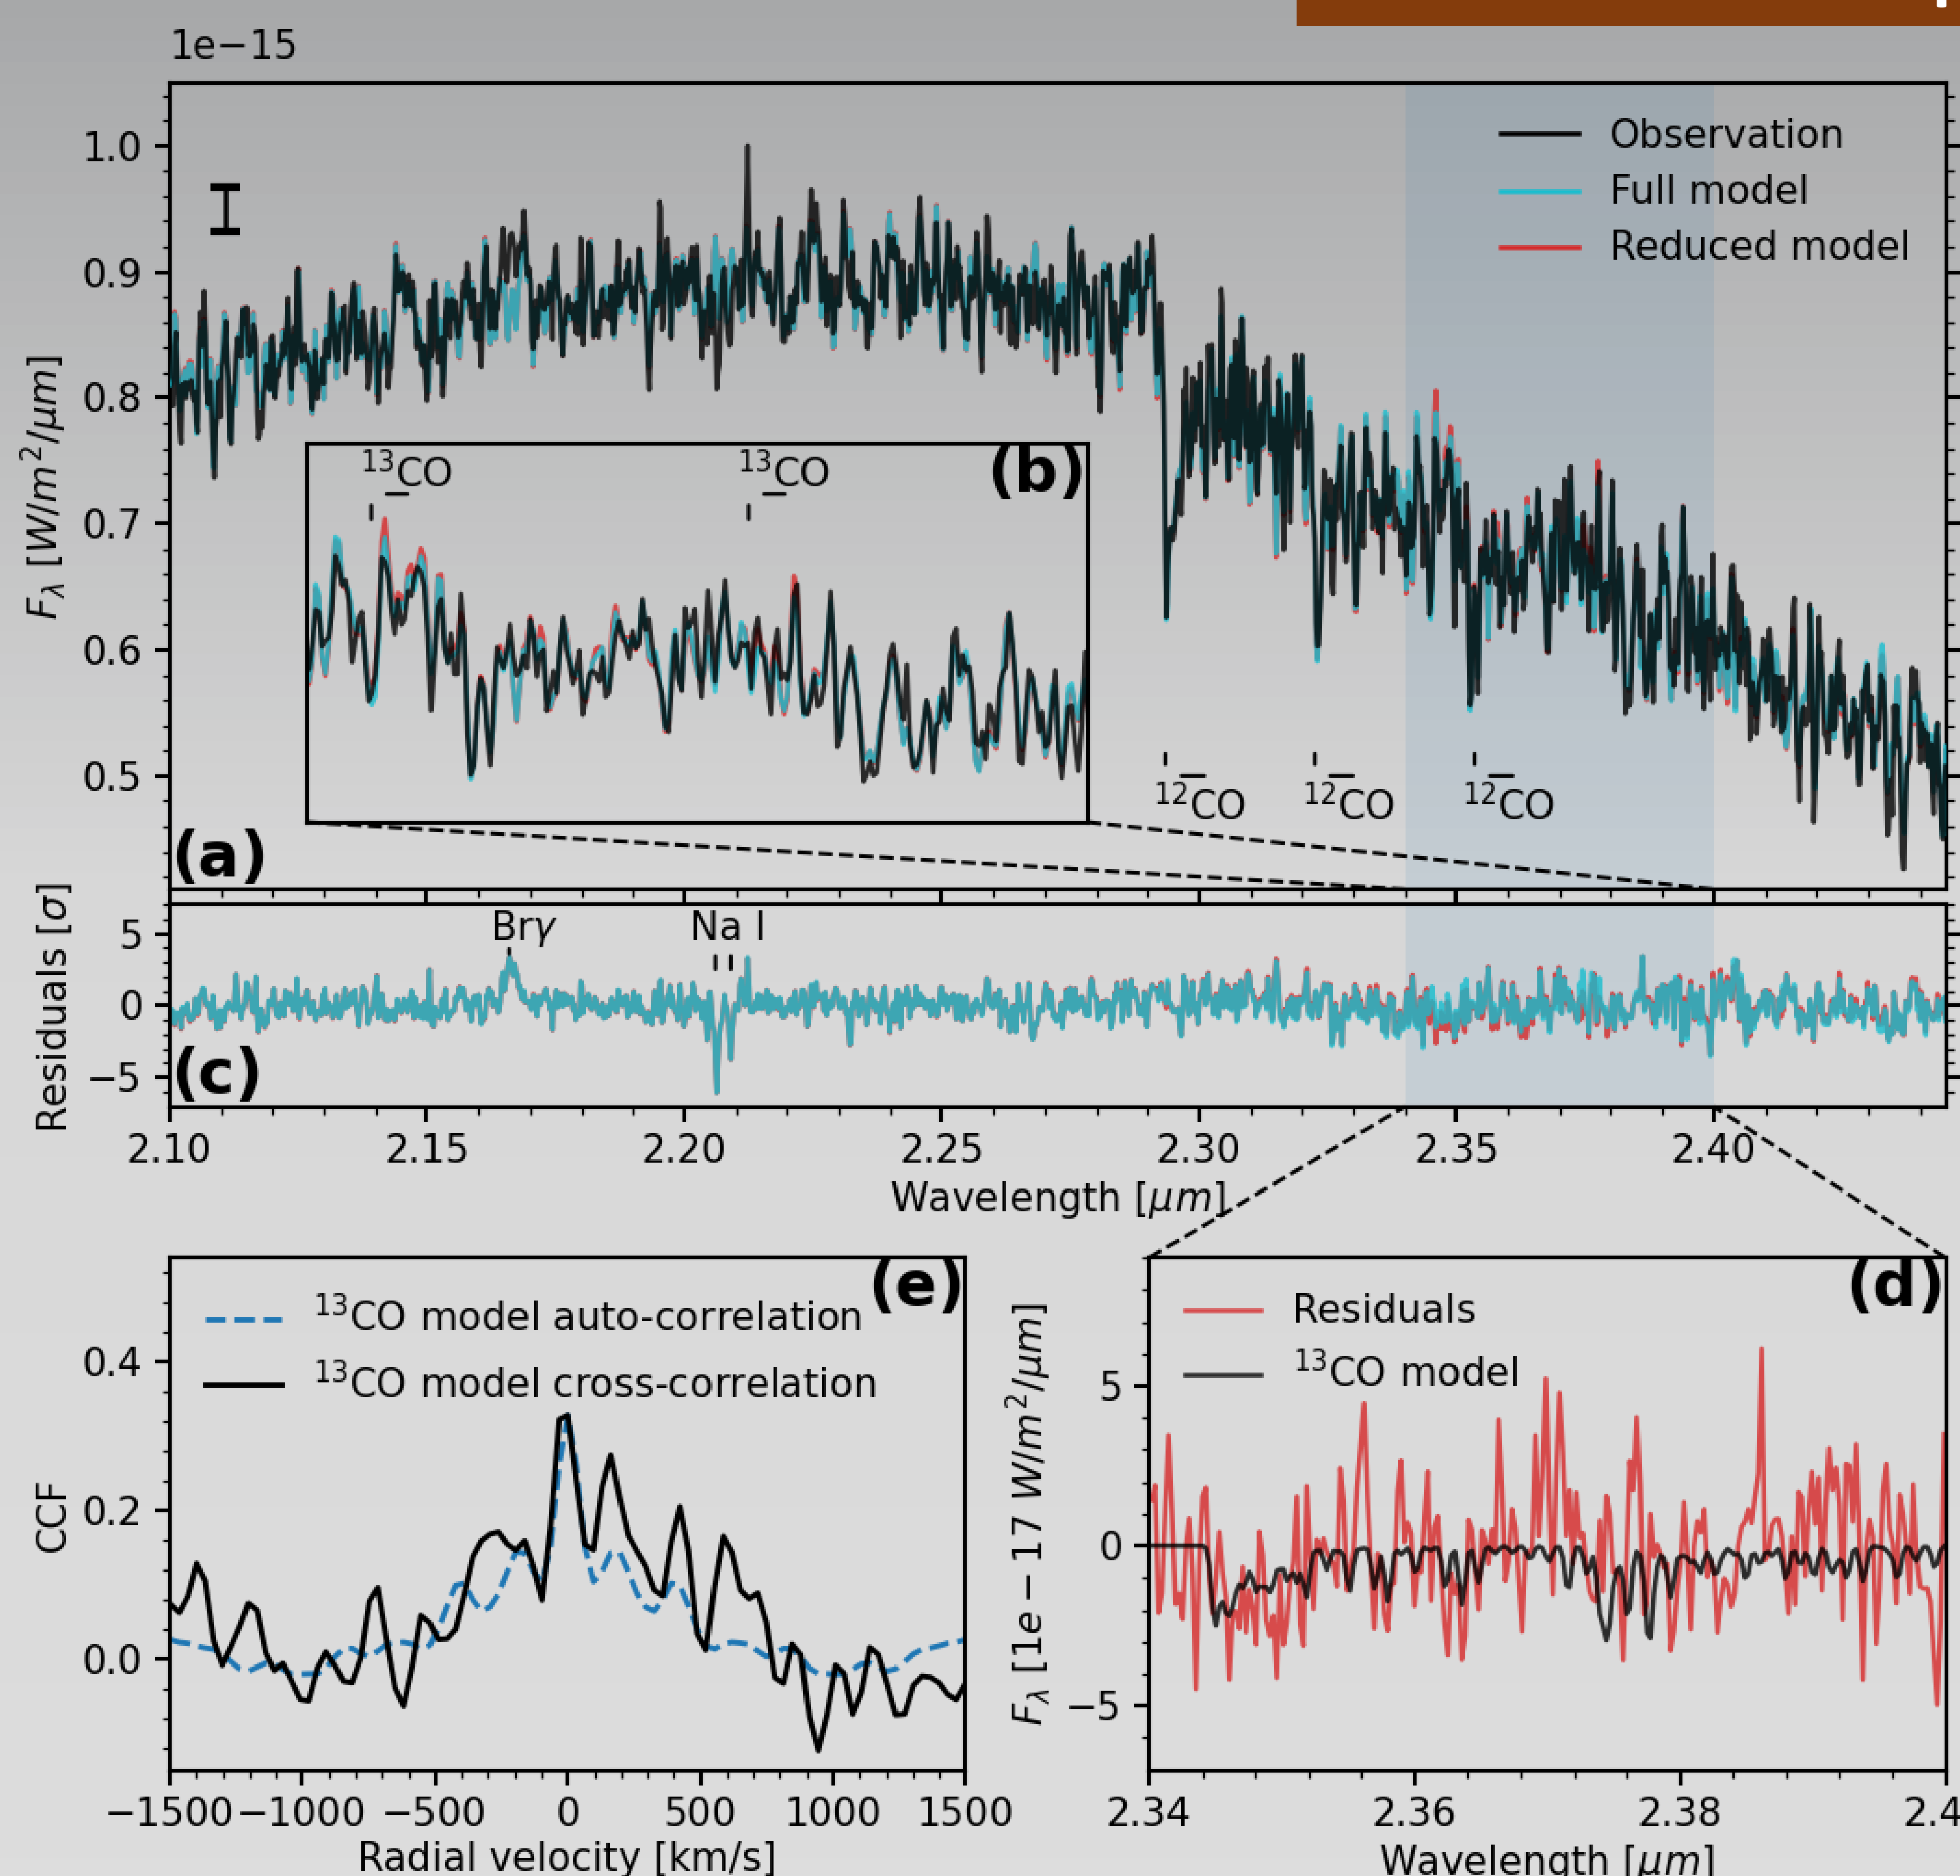 1e−15
1.0
0.9
0.8
0.7
0.6
0.5
F_λ [W/m²/μm]
Observation
Full model
Reduced model
¹³CO
¹³CO
(b)
¹²CO
¹²CO
¹²CO
(a)
Residuals [σ]
5
0
−5
Brγ
Na I
(c)
2.10
2.15
2.20
2.25
2.30
2.35
2.40
Wavelength [μm]
(e)
¹³CO model auto-correlation
¹³CO model cross-correlation
CCF
0.4
0.2
0.0
−1500
−1000
−500
0
500
1000
1500
Radial velocity [km/s]
(d)
Residuals
¹³CO model
F_λ [1e − 17 W/m²/μm]
5
0
−5
2.34
2.36
2.38
2.4
Wavelength [μm]